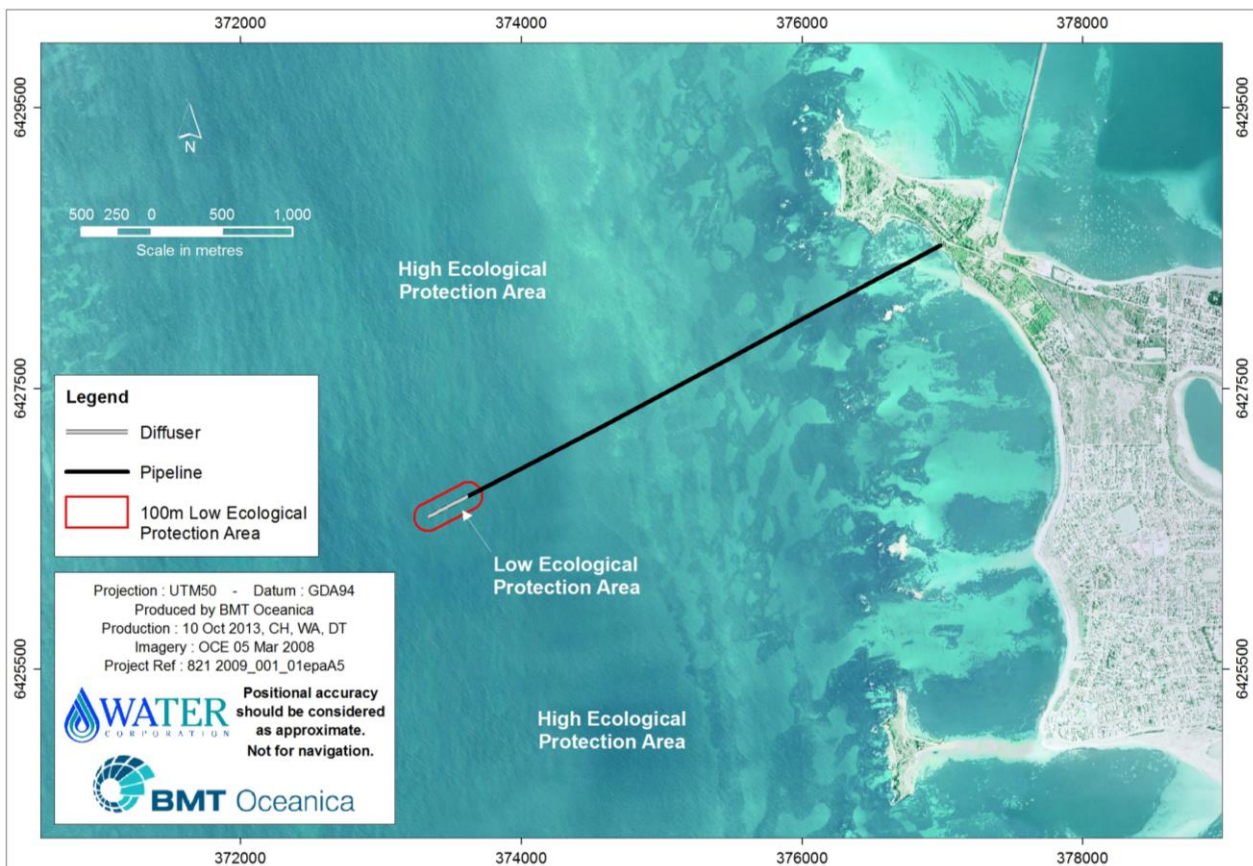 372000
374000
376000
378000
6429500
6429500
N
500 250 0 500 1,000
Scale in metres
High Ecological
Protection Area
6427500
6427500
Legend
Diffuser
Pipeline
100m Low Ecological
Protection Area
Low Ecological
Protection Area
Projection : UTM50 - Datum : GDA94
Produced by BMT Oceanica
Production : 10 Oct 2013, CH, WA, DT
Imagery : OCE 05 Mar 2008
Project Ref : 821 2009_001_01epaA5
6425500
6425500
WATER
CORPORATION
Positional accuracy
should be considered
as approximate.
Not for navigation.
High Ecological
Protection Area
BMT Oceanica
372000
374000
376000
378000